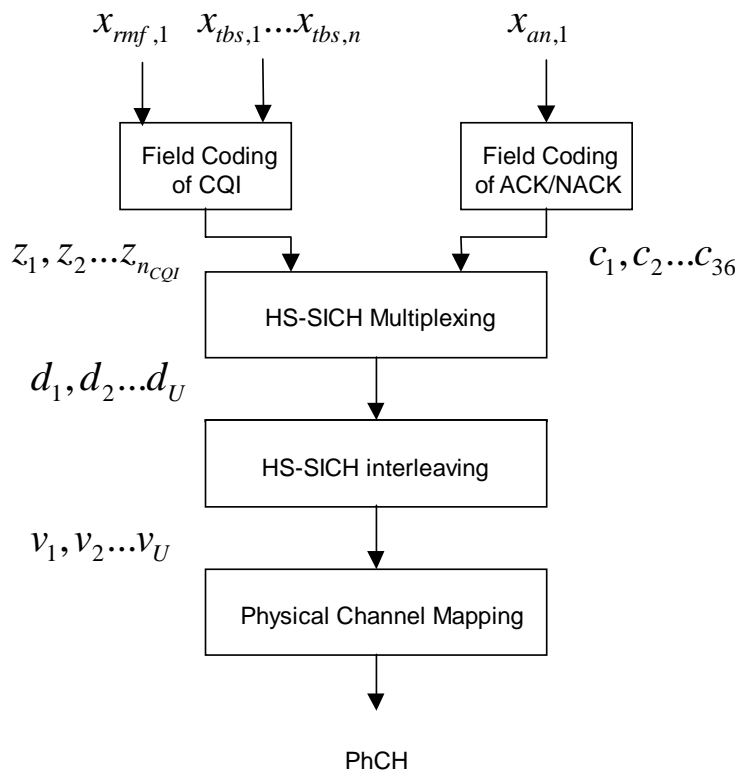 x_{rmf,1} x_{tbs,1}...x_{tbs,n} x_{an,1}
Field Coding
of CQI
Field Coding
of ACK/NACK
z_1, z_2...z_{n_{CQI}}
c_1, c_2...c_{36}
HS-SICH Multiplexing
d_1, d_2...d_U
HS-SICH interleaving
v_1, v_2...v_U
Physical Channel Mapping
PhCH